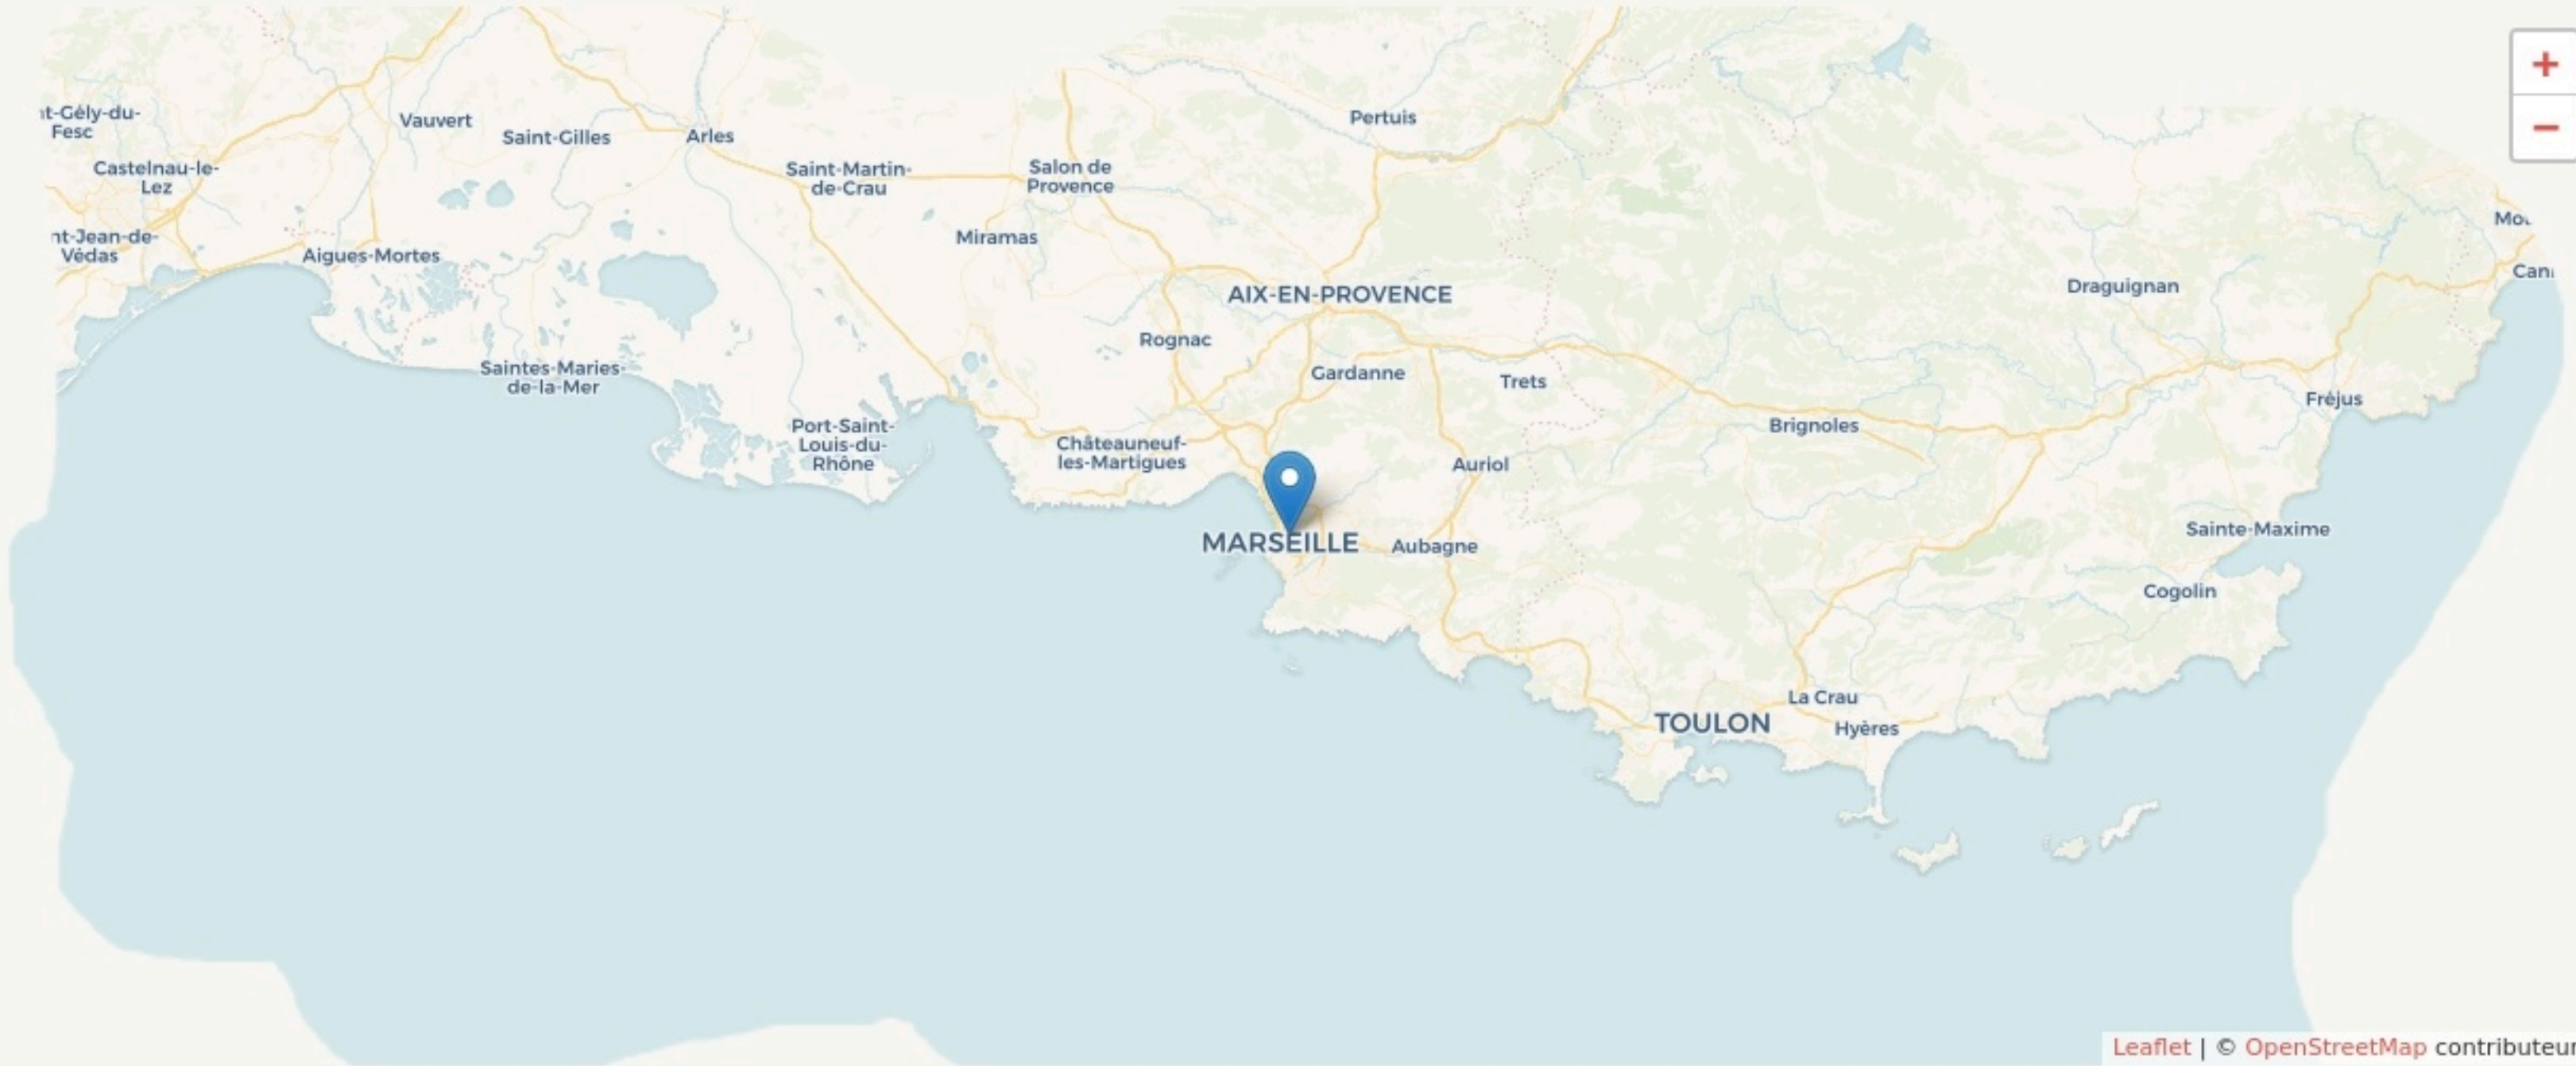 +
−
Pertuis
nt-Gély-du-
Fesc
Vauvert
Saint-Gilles
Arles
Castelnau-le-
Lez
Saint-Martin-
de-Crau
Salon de
Provence
Mo
nt-Jean-de-
Védas
Aigues-Mortes
Miramas
Can
Draguignan
AIX-EN-PROVENCE
Rognac
Gardanne
Trets
Saintes-Maries-
de-la-Mer
Fréjus
Port-Saint-
Louis-du-
Rhône
Châteauneuf-
les-Martigues
Brignoles
Auriol
MARSEILLE
Aubagne
Sainte-Maxime
Cogolin
La Crau
TOULON
Hyères
Leaflet | © OpenStreetMap contributeur